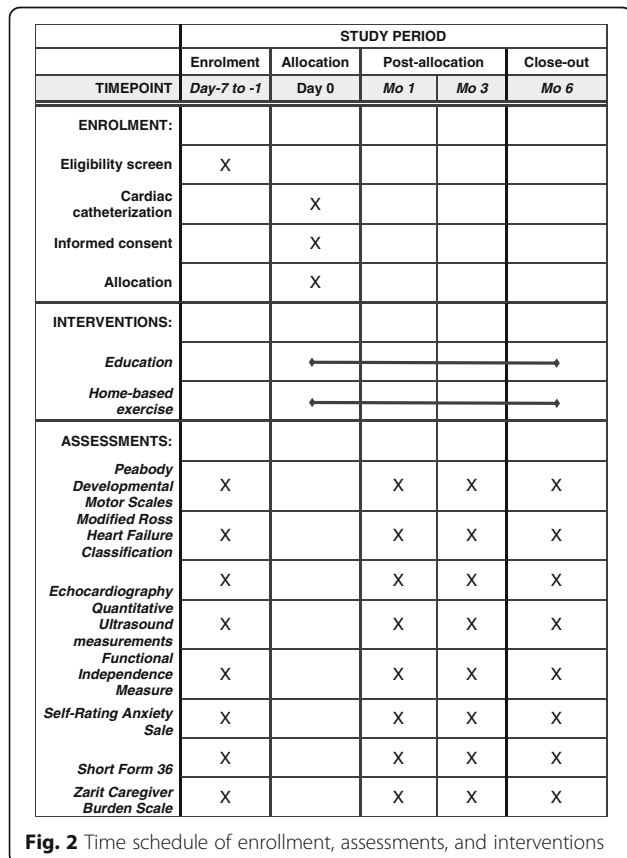 STUDY PERIOD
Enrolment Allocation Post-allocation Close-out
TIMEPOINT Day-7 to -1 Day 0 Mo 1 Mo 3 Mo 6
ENROLMENT:
Eligibility screen X
Cardiac
catheterization X
Informed consent X
Allocation X
INTERVENTIONS:
Education
Home-based
exercise
ASSESSMENTS:
Peabody
Developmental X X X X
Motor Scales
Modified Ross
Heart Failure X X X X
Classification
Echocardiography X X X X
Quantitative
Ultrasound X X X X
measurements
Functional
Independence X X X X
Measure
Self-Rating Anxiety X X X X
Sale
Short Form 36 X X X X
Zarit Caregiver X X X X
Burden Scale
Fig. 2 Time schedule of enrollment, assessments, and interventions